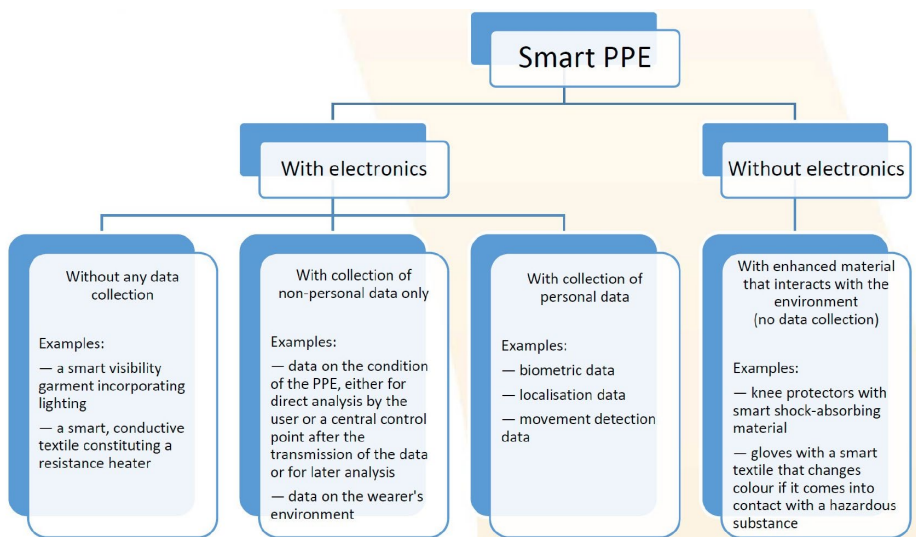 Smart PPE
With electronics
Without electronics
Without any data
collection
Examples:
— a smart visibility
garment incorporating
lighting
— a smart, conductive
textile constituting a
resistance heater
With collection of
non-personal data only
Examples:
— data on the condition
of the PPE, either for
direct analysis by the
user or a central control
point after the
transmission of the data
or for later analysis
— data on the wearer's
environment
With collection of
personal data
Examples:
— biometric data
— localisation data
— movement detection
data
With enhanced material
that interacts with the
environment
(no data collection)
Examples:
— knee protectors with
smart shock-absorbing
material
— gloves with a smart
textile that changes
colour if it comes into
contact with a hazardous
substance